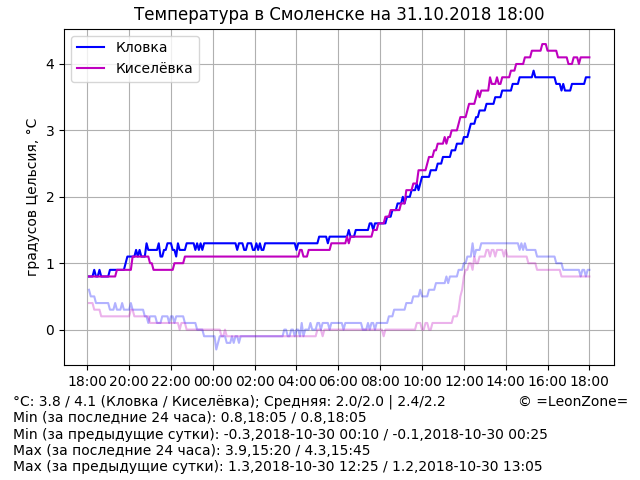 Температура в Смоленске на 31.10.2018 18:00
Кловка
Киселёвка
градусов Цельсия, °C
4
3
2
1
0
18:00 20:00 22:00 00:00 02:00 04:00 06:00 08:00 10:00 12:00 14:00 16:00 18:00
°C: 3.8 / 4.1 (Кловка / Киселёвка); Средняя: 2.0/2.0 | 2.4/2.2 © =LeonZone=
Min (за последние 24 часа): 0.8,18:05 / 0.8,18:05
Min (за предыдущие сутки): -0.3,2018-10-30 00:10 / -0.1,2018-10-30 00:25
Max (за последние 24 часа): 3.9,15:20 / 4.3,15:45
Max (за предыдущие сутки): 1.3,2018-10-30 12:25 / 1.2,2018-10-30 13:05